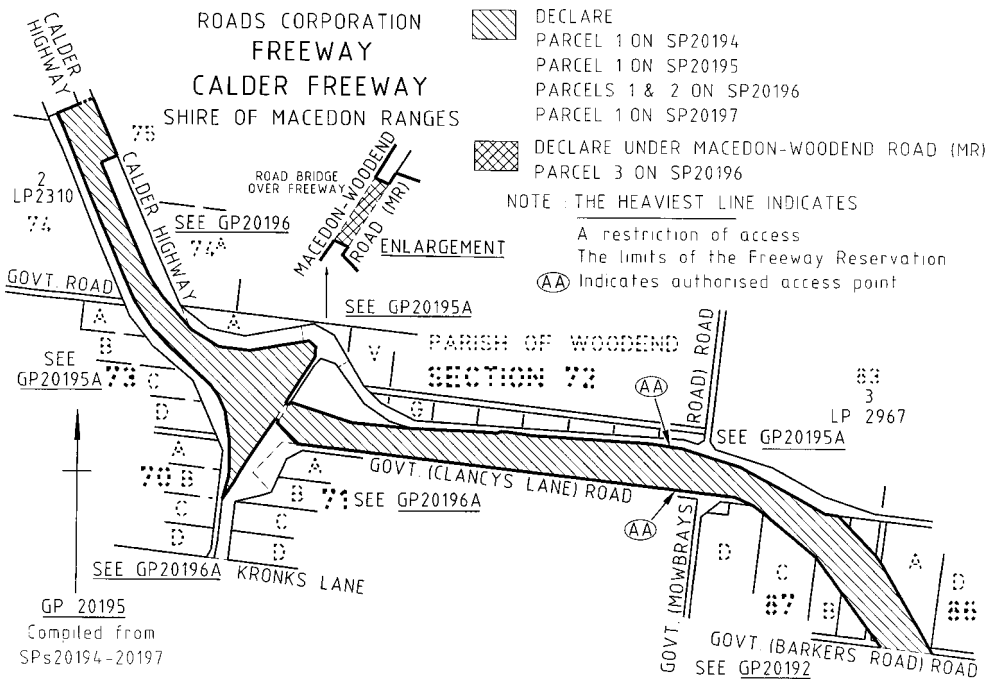 ROADS CORPORATION
FREEWAY
CALDER FREEWAY
SHIRE OF MACEDON RANGES
DECLARE
PARCEL 1 ON SP20194
PARCEL 1 ON SP20195
PARCELS 1 & 2 ON SP20196
PARCEL 1 ON SP20197
DECLARE UNDER MACEDON-WOODEND ROAD (MR)
PARCEL 3 ON SP20196
NOTE : THE HEAVIEST LINE INDICATES
A restriction of access
The limits of the Freeway Reservation
AA Indicates authorised access point
CALDER
HIGHWAY
75
CALDER HIGHWAY
2
LP2310
74
SEE GP20196
74A
ROAD BRIDGE
OVER FREEWAY
MACEDON-WOODEND
ROAD (MR)
ENLARGEMENT
GOVT. ROAD
SEE GP20195A
A
A
B
SEE
GP20195A
73
C
D
V
PARISH OF WOODEND
SECTION 72
G
AA
ROAD) ROAD
83
3
LP 2967
SEE GP20195A
A
70
B
C
D
A
B
71
C
D
GOVT. (CLANCYS LANE) ROAD
SEE GP20196A
AA
SEE GP20196A
KRONKS LANE
GOVT. (MOWBRAYS
D
C
87
B
A
D
88
GOVT. (BARKERS ROAD) ROAD
SEE GP20192
GP 20195
Compiled from
SPs20194-20197